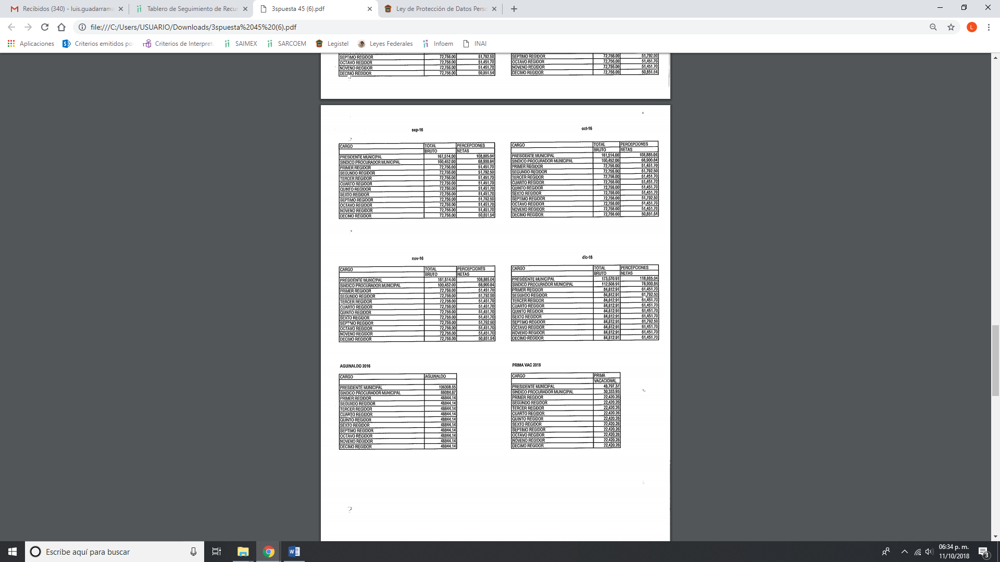 Recibidos (340) - luis.guadarrama
Tablero de Seguimiento de Recur
3spuesta 45 (6).pdf
Ley de Protección de Datos Perso
file:///C:/Users/USUARIO/Downloads/3spuesta%2045%20(6).pdf
L
Aplicaciones
Criterios emitidos po
Criterios de Interpret
SAIMEX
SARCOEM
Legistel
Leyes Federales
Infoem
INAI
SEPTIMO REGIDOR 72,756.00 51,792.50
OCTAVO REGIDOR 72,756.00 51,451.70
NOVENO REGIDOR 72,756.00 51,451.70
DECIMO REGIDOR 72,756.00 50,851.54
SEPTIMO REGIDOR 72,756.00 51,792.50
OCTAVO REGIDOR 72,756.00 51,451.70
NOVENO REGIDOR 72,756.00 51,451.70
DECIMO REGIDOR 72,756.00 50,851.54
sep-16
CARGO TOTAL PERCEPCIONES
BRUTO NETAS
PRESIDENTE MUNICIPAL 161,514.00 108,885.04
SINDICO PROCURADOR MUNICIPAL 100,452.00 68,900.84
PRIMER REGIDOR 72,756.00 51,451.70
SEGUNDO REGIDOR 72,756.00 51,792.50
TERCER REGIDOR 72,756.00 51,451.70
CUARTO REGIDOR 72,756.00 51,451.70
QUINTO REGIDOR 72,756.00 51,451.70
SEXTO REGIDOR 72,756.00 51,451.70
SEPTIMO REGIDOR 72,756.00 51,792.50
OCTAVO REGIDOR 72,756.00 51,451.70
NOVENO REGIDOR 72,756.00 51,451.70
DECIMO REGIDOR 72,756.00 50,851.54
oct-16
CARGO TOTAL PERCEPCIONES
BRUTO NETAS
PRESIDENTE MUNICIPAL 161,514.00 108,885.04
SINDICO PROCURADOR MUNICIPAL 100,452.00 68,900.84
PRIMER REGIDOR 72,756.00 51,451.70
SEGUNDO REGIDOR 72,756.00 51,792.50
TERCER REGIDOR 72,756.00 51,451.70
CUARTO REGIDOR 72,756.00 51,451.70
QUINTO REGIDOR 72,756.00 51,451.70
SEXTO REGIDOR 72,756.00 51,451.70
SEPTIMO REGIDOR 72,756.00 51,792.50
OCTAVO REGIDOR 72,756.00 51,451.70
NOVENO REGIDOR 72,756.00 51,451.70
DECIMO REGIDOR 72,756.00 50,851.54
nov-16
CARGO TOTAL PERCEPCIONES
BRUTO NETAS
PRESIDENTE MUNICIPAL 161,514.00 108,885.04
SINDICO PROCURADOR MUNICIPAL 100,452.00 68,900.84
PRIMER REGIDOR 72,756.00 51,451.70
SEGUNDO REGIDOR 72,756.00 51,792.50
TERCER REGIDOR 72,756.00 51,451.70
CUARTO REGIDOR 72,756.00 51,451.70
QUINTO REGIDOR 72,756.00 51,451.70
SEXTO REGIDOR 72,756.00 51,451.70
SEPTIMO REGIDOR 72,756.00 51,792.50
OCTAVO REGIDOR 72,756.00 51,451.70
NOVENO REGIDOR 72,756.00 51,451.70
DECIMO REGIDOR 72,756.00 50,851.54
dic-16
CARGO TOTAL PERCEPCIONES
BRUTO NETAS
PRESIDENTE MUNICIPAL 173,570.91 118,885.04
SINDICO PROCURADOR MUNICIPAL 112,508.91 78,900.84
PRIMER REGIDOR 84,812.91 61,451.70
SEGUNDO REGIDOR 84,812.91 61,792.50
TERCER REGIDOR 84,812.91 61,451.70
CUARTO REGIDOR 84,812.91 61,451.70
QUINTO REGIDOR 84,812.91 61,451.70
SEXTO REGIDOR 84,812.91 61,451.70
SEPTIMO REGIDOR 84,812.91 61,792.50
OCTAVO REGIDOR 84,812.91 61,451.70
NOVENO REGIDOR 84,812.91 61,451.70
DECIMO REGIDOR 84,812.91 61,451.70
AGUINALDO 2016
CARGO AGUINALDO
PRESIDENTE MUNICIPAL 106308.55
SINDICO PROCURADOR MUNICIPAL 66084.67
PRIMER REGIDOR 48844.14
SEGUNDO REGIDOR 48844.14
TERCER REGIDOR 48844.14
CUARTO REGIDOR 48844.14
QUINTO REGIDOR 48844.14
SEXTO REGIDOR 48844.14
SEPTIMO REGIDOR 48844.14
OCTAVO REGIDOR 48844.14
NOVENO REGIDOR 48844.14
DECIMO REGIDOR 48844.14
PRIMA VAC 2016
CARGO PRIMA
VACACIONAL
PRESIDENTE MUNICIPAL 48,797.37
SINDICO PROCURADOR MUNICIPAL 30,333.95
PRIMER REGIDOR 22,420.26
SEGUNDO REGIDOR 22,420.26
TERCER REGIDOR 22,420.26
CUARTO REGIDOR 22,420.26
QUINTO REGIDOR 22,420.26
SEXTO REGIDOR 22,420.26
SEPTIMO REGIDOR 22,420.26
OCTAVO REGIDOR 22,420.26
NOVENO REGIDOR 22,420.26
DECIMO REGIDOR 22,420.26
Escribe aquí para buscar
06:34 p. m.
11/10/2018
3